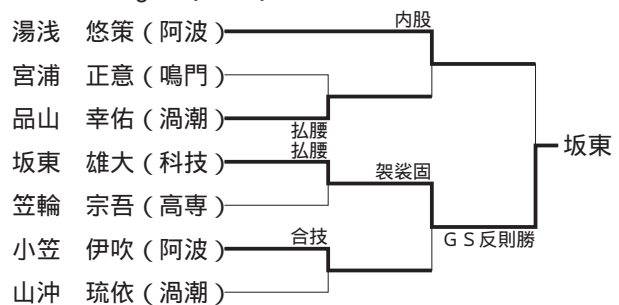 湯浅 悠策(阿波)
内股
宮浦 正意(鳴門)
品山 幸佑(渦潮)
払腰
払腰
坂東 雄大(科技)
坂東
袈裟固
笠輪 宗吾(高専)
合技
GS反則勝
小笠 伊吹(阿波)
山沖 琉依(渦潮)